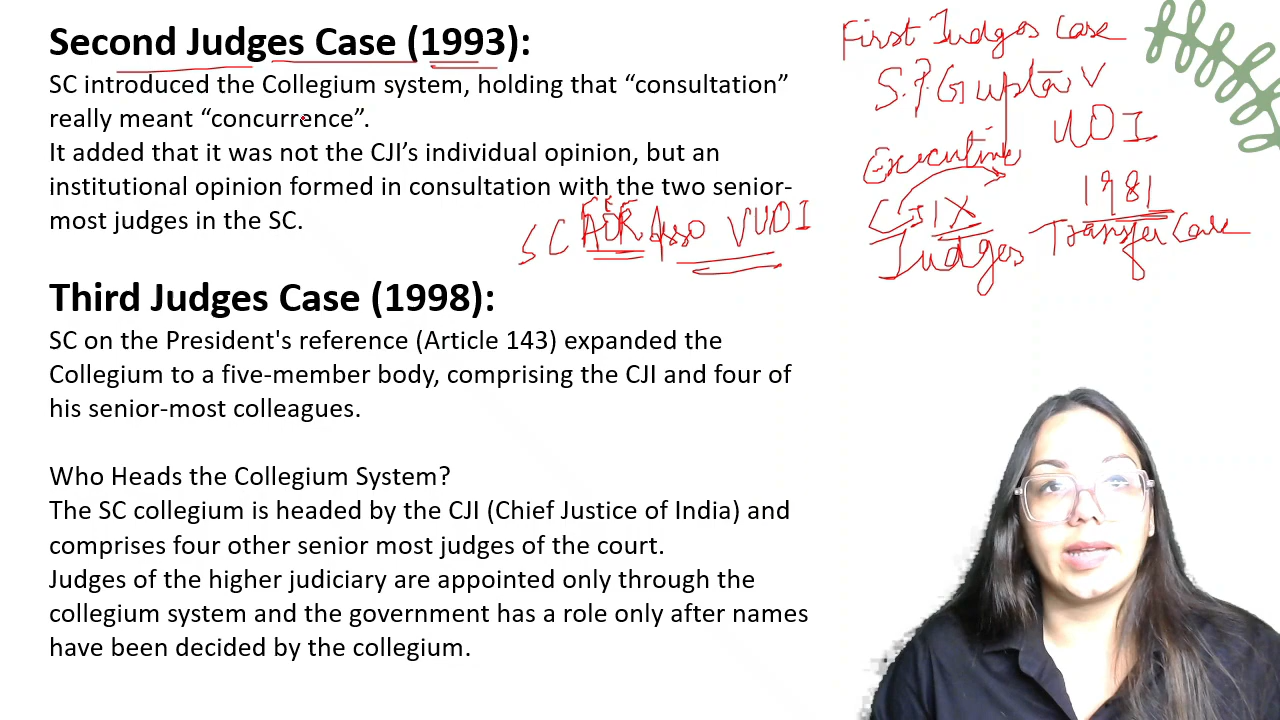 Second Judges Case (1993):
SC introduced the Collegium system, holding that “consultation”
really meant “concurrence”.
It added that it was not the CJI’s individual opinion, but an
institutional opinion formed in consultation with the two senior-
most judges in the SC.
SC Asso V UOI
Third Judges Case (1998):
SC on the President's reference (Article 143) expanded the
Collegium to a five-member body, comprising the CJI and four of
his senior-most colleagues.
Who Heads the Collegium System?
The SC collegium is headed by the CJI (Chief Justice of India) and
comprises four other senior most judges of the court.
Judges of the higher judiciary are appointed only through the
collegium system and the government has a role only after names
have been decided by the collegium.
First Judges Case
S.P. Gupta V
UOI
Executive
1981
CJI X
Judges Transfer Case